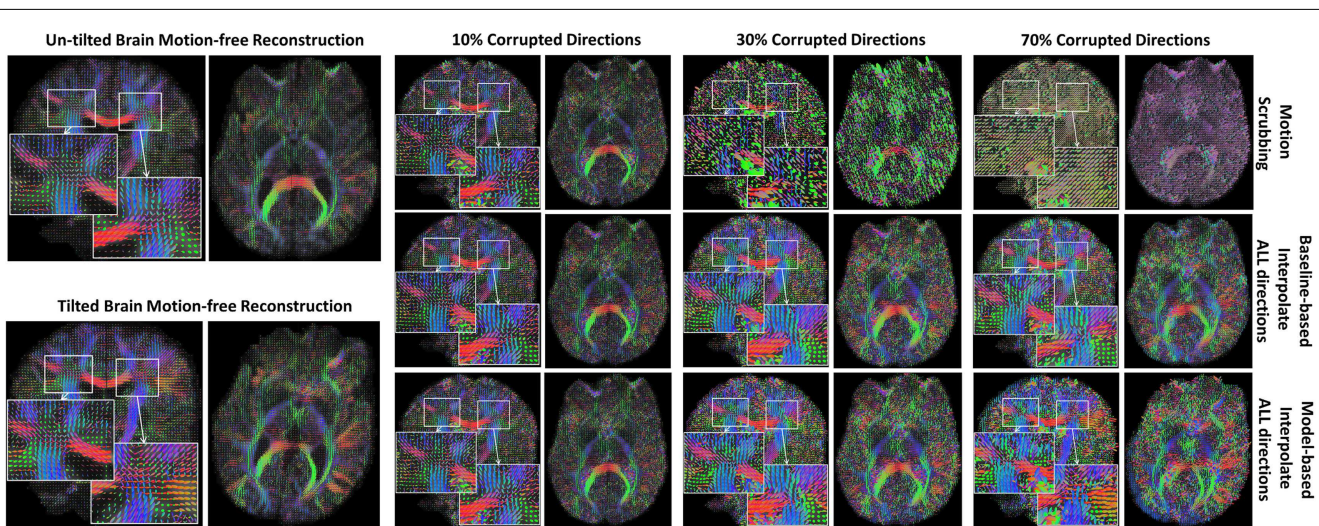 Un-tilted Brain Motion-free Reconstruction
10% Corrupted Directions
30% Corrupted Directions
70% Corrupted Directions
Motion
Scrubbing
Baseline-based
Interpolate
ALL directions
Tilted Brain Motion-free Reconstruction
Model-based
Interpolate
ALL directions